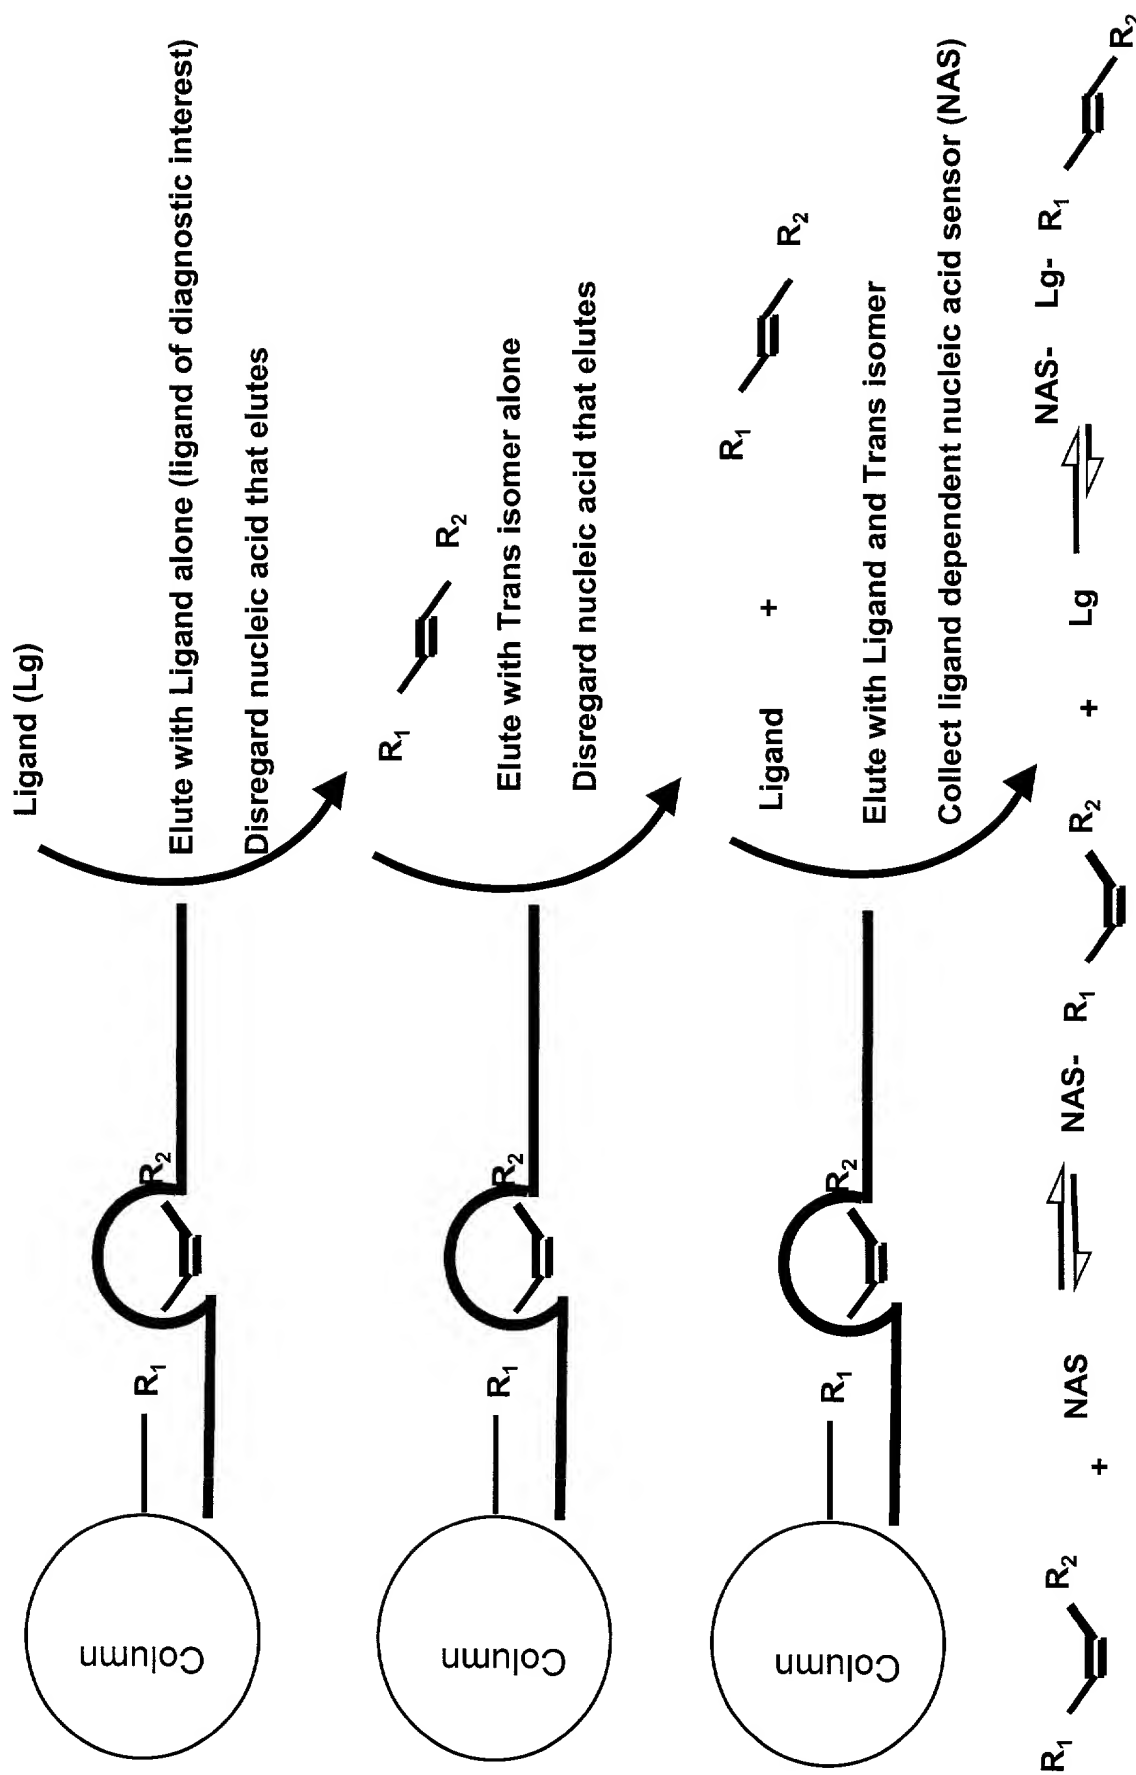 Ligand (Lg)
Elute with Ligand alone (ligand of diagnostic interest)
Disregard nucleic acid that elutes
Column
R1
R2
R1
R2
Elute with Trans isomer alone
Disregard nucleic acid that elutes
Column
R1
R2
Ligand + R1 R2
Elute with Ligand and Trans isomer
Collect ligand dependent nucleic acid sensor (NAS)
Column
R1
R2
R1 R2 + NAS NAS- R1 R2 + Lg NAS- Lg- R1 R2